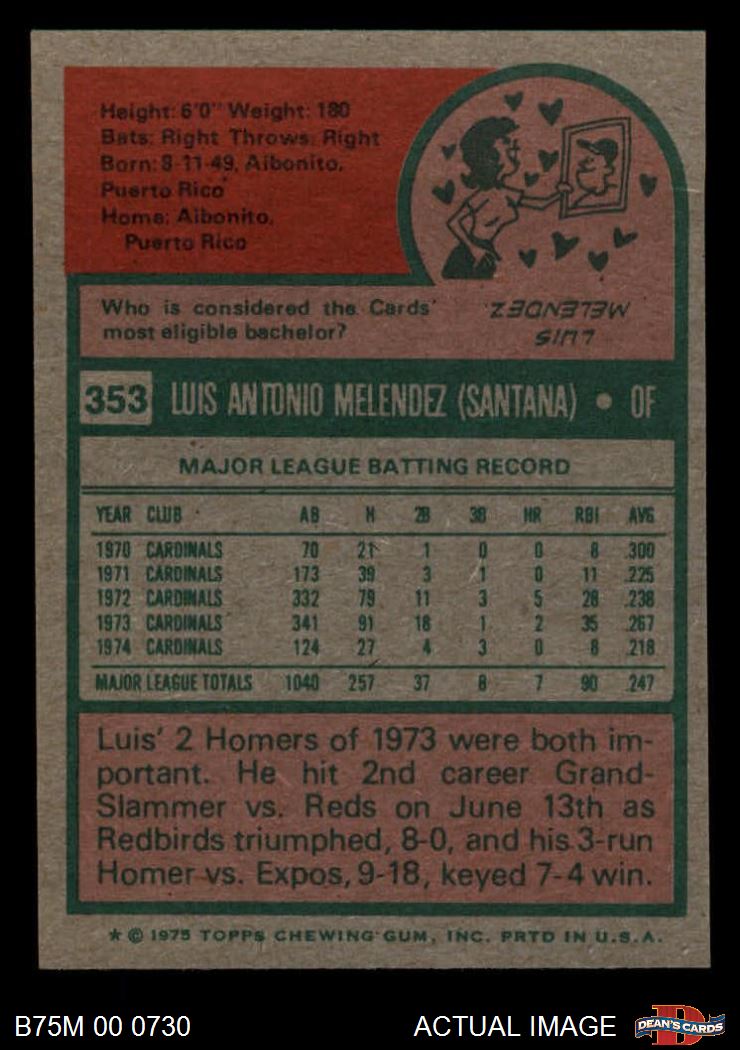 Height: 6'0" Weight: 180
Bats: Right Throws: Right
Born: 8-11-49, Aibonito,
Puerto Rico
Home: Aibonito,
Puerto Rico
Who is considered the Cards'
most eligible bachelor?
LUIS
MELENDEZ
353 LUIS ANTONIO MELENDEZ (SANTANA) • OF
MAJOR LEAGUE BATTING RECORD
YEAR CLUB AB H 2B 3B HR RBI AVG
1970 CARDINALS 70 21 1 0 0 8 .300
1971 CARDINALS 173 39 3 1 0 11 .225
1972 CARDINALS 332 79 11 3 5 28 .238
1973 CARDINALS 341 91 18 1 2 35 .267
1974 CARDINALS 124 27 4 3 0 8 .218
MAJOR LEAGUE TOTALS 1040 257 37 8 7 90 .247
Luis' 2 Homers of 1973 were both im-
portant. He hit 2nd career Grand-
Slammer vs. Reds on June 13th as
Redbirds triumphed, 8-0, and his 3-run
Homer vs. Expos, 9-18, keyed 7-4 win.
★ © 1975 TOPPS CHEWING GUM, INC. PRTD IN U.S.A.
B75M 00 0730 ACTUAL IMAGE
D
DEAN'S CARDS